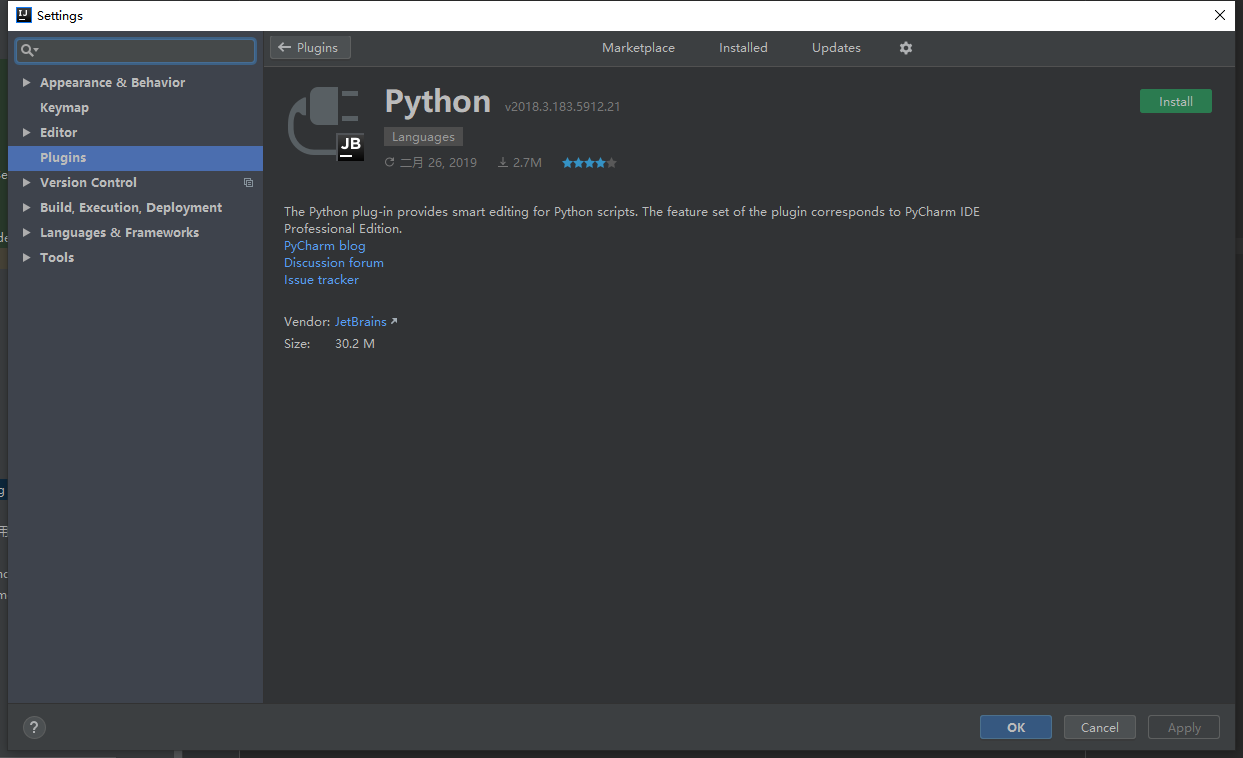 Settings
Plugins
Marketplace
Installed
Updates
Appearance & Behavior
Keymap
Editor
Plugins
Version Control
Build, Execution, Deployment
Languages & Frameworks
Tools
Python v2018.3.183.5912.21
Install
JB
Languages
二月 26, 2019 2.7M
The Python plug-in provides smart editing for Python scripts. The feature set of the plugin corresponds to PyCharm IDE
Professional Edition.
PyCharm blog
Discussion forum
Issue tracker
Vendor: JetBrains
Size: 30.2 M
?
OK
Cancel
Apply